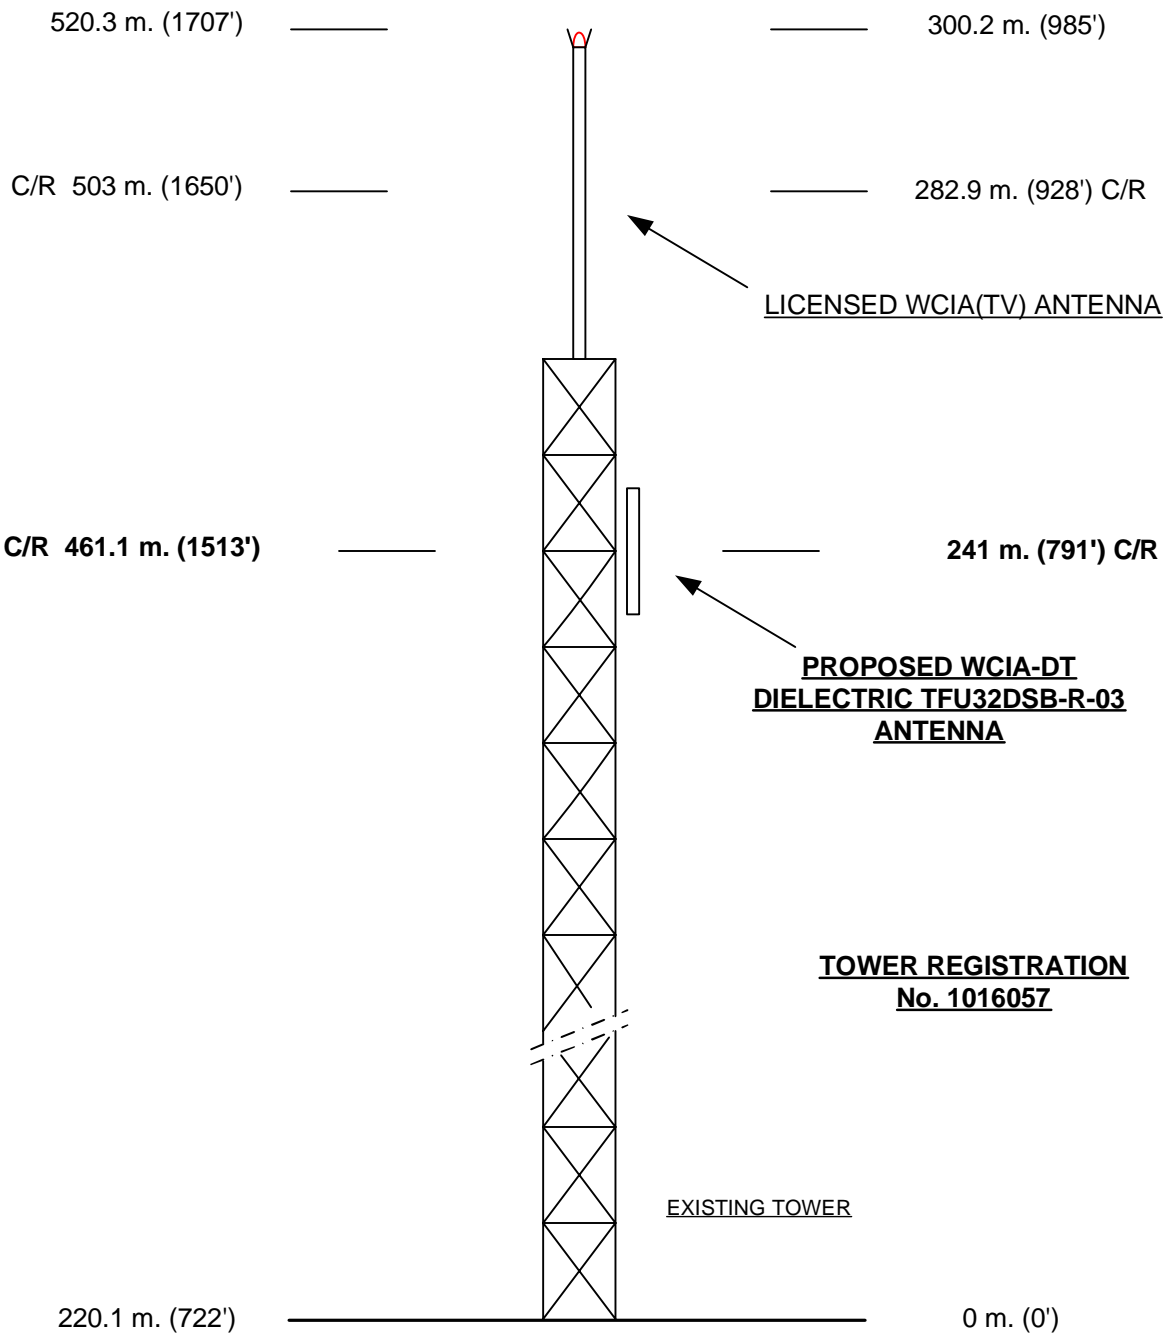 520.3 m. (1707')
300.2 m. (985')
C/R 503 m. (1650')
282.9 m. (928') C/R
LICENSED WCIA(TV) ANTENNA
C/R 461.1 m. (1513')
241 m. (791') C/R
PROPOSED WCIA-DT
DIELECTRIC TFU32DSB-R-03
ANTENNA
TOWER REGISTRATION
No. 1016057
EXISTING TOWER
220.1 m. (722')
0 m. (0')